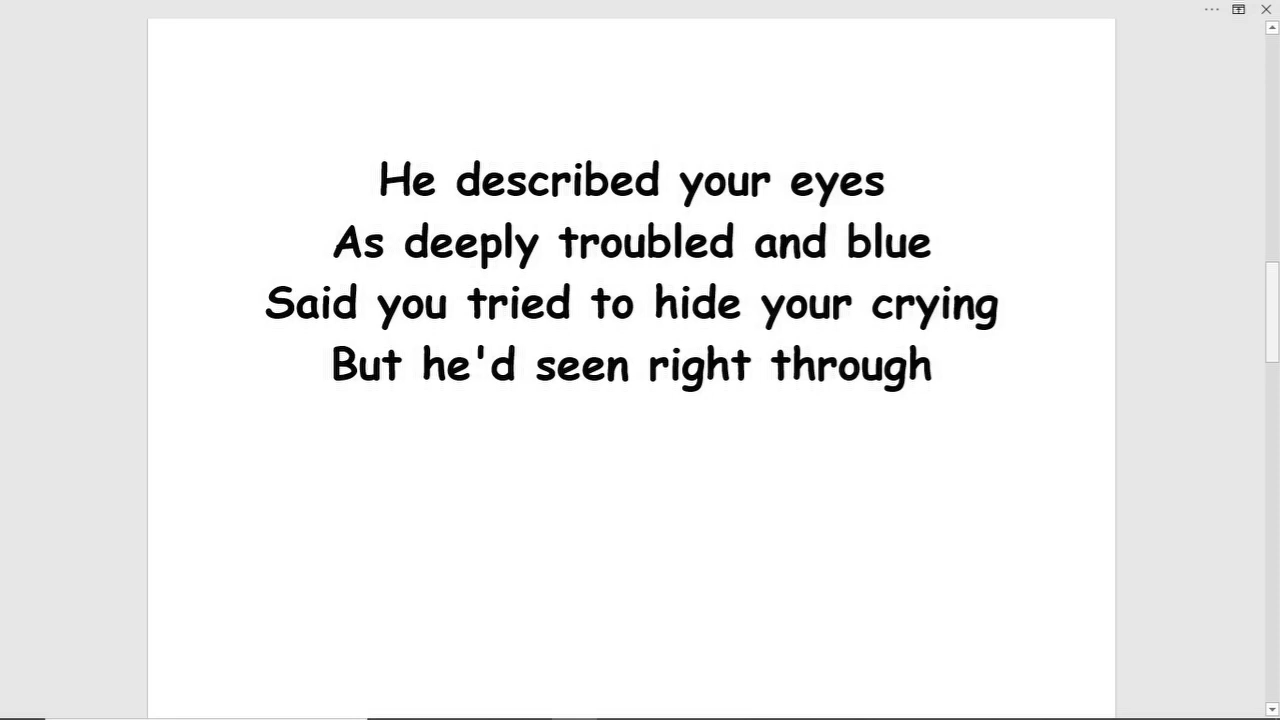 He described your eyes
As deeply troubled and blue
Said you tried to hide your crying
But he'd seen right through